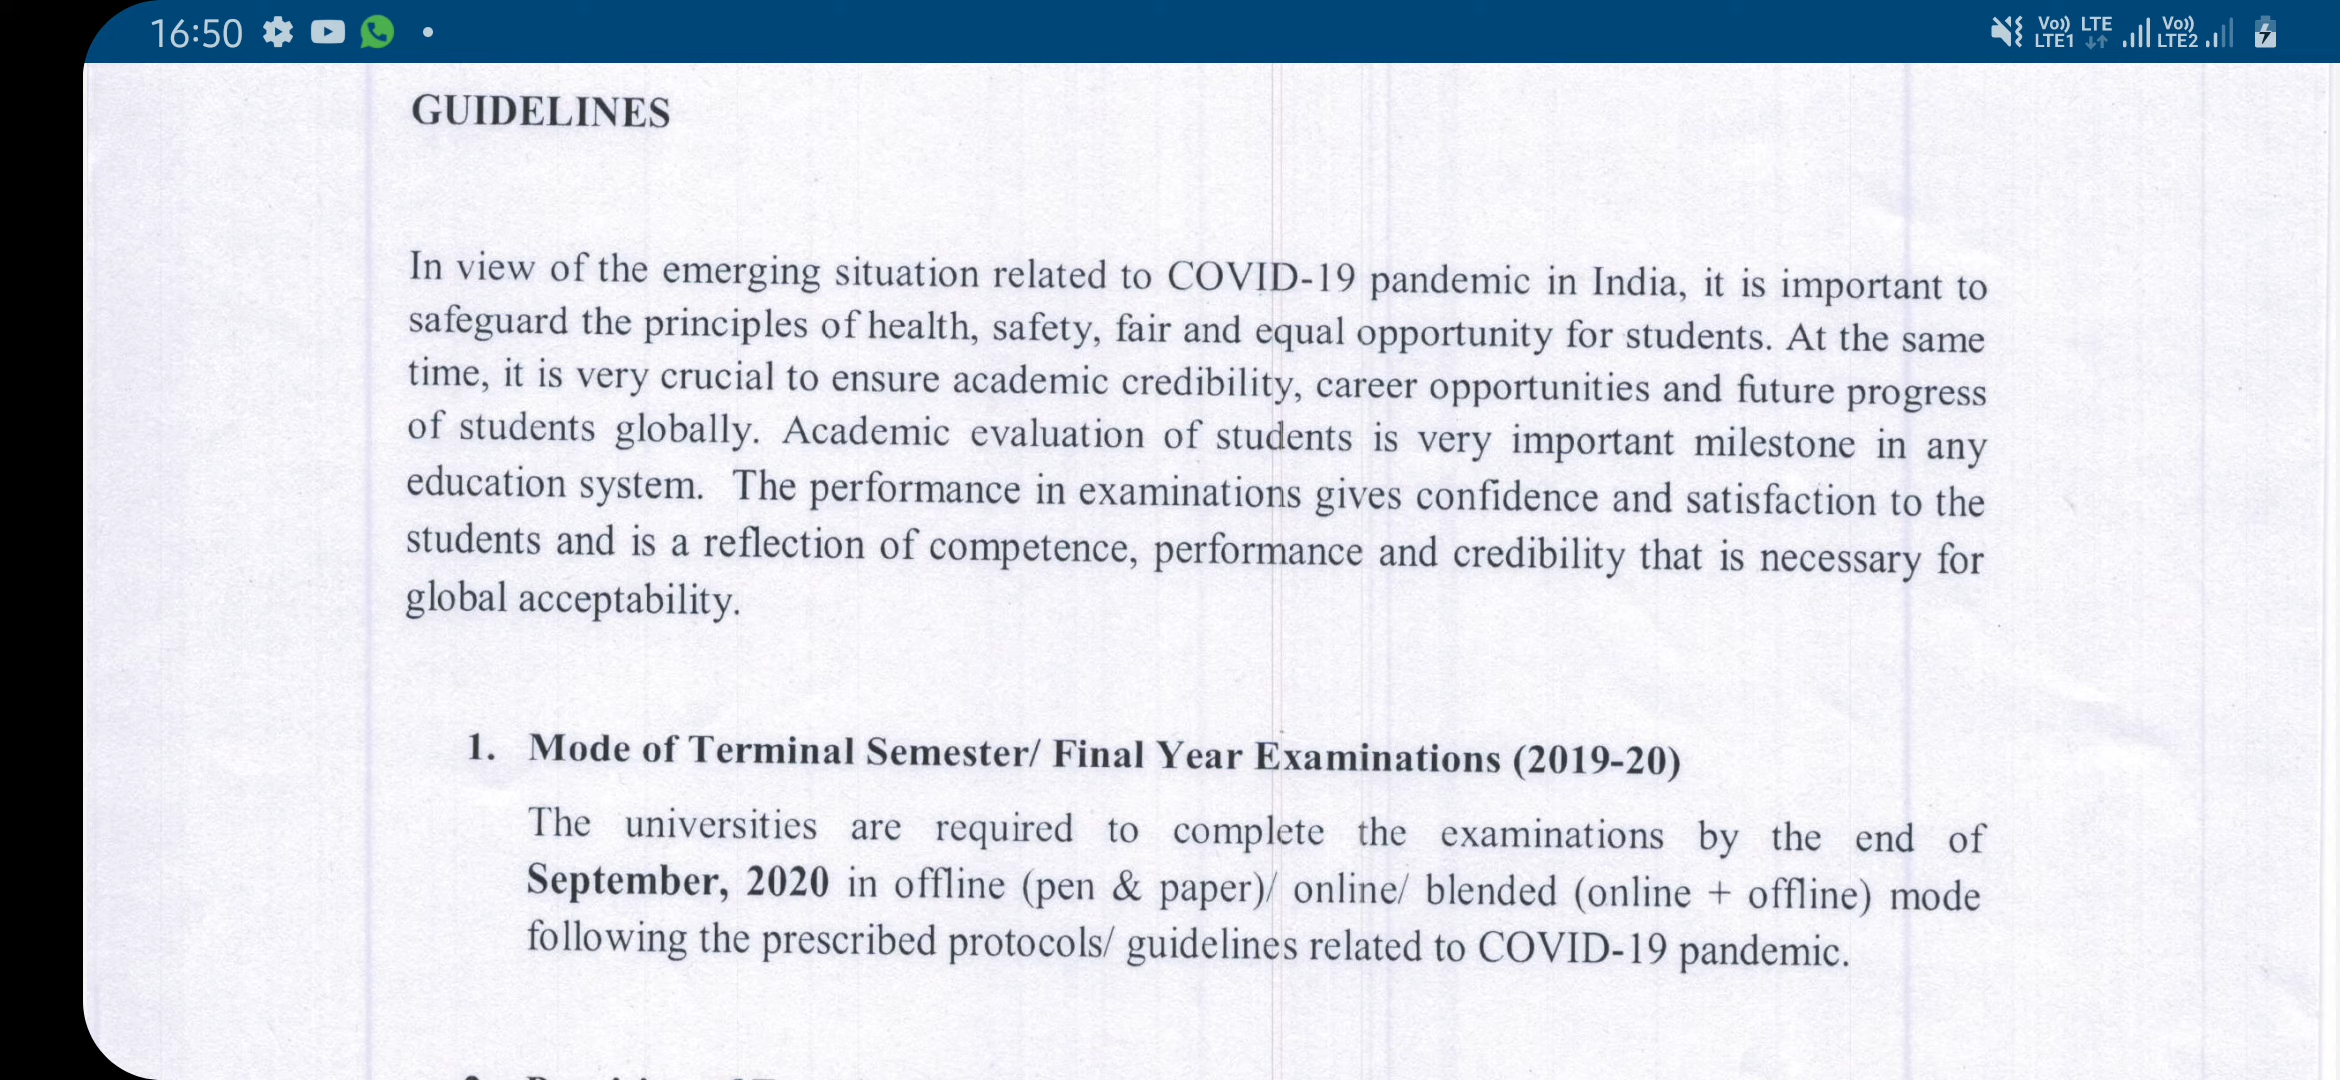 16:50
Vo)) LTE
LTE1
Vo))
LTE2
GUIDELINES
In view of the emerging situation related to COVID-19 pandemic in India, it is important to
safeguard the principles of health, safety, fair and equal opportunity for students. At the same
time, it is very crucial to ensure academic credibility, career opportunities and future progress
of students globally. Academic evaluation of students is very important milestone in any
education system. The performance in examinations gives confidence and satisfaction to the
students and is a reflection of competence, performance and credibility that is necessary for
global acceptability.
1. Mode of Terminal Semester/ Final Year Examinations (2019-20)
The universities are required to complete the examinations by the end of
September, 2020 in offline (pen & paper)/ online/ blended (online + offline) mode
following the prescribed protocols/ guidelines related to COVID-19 pandemic.